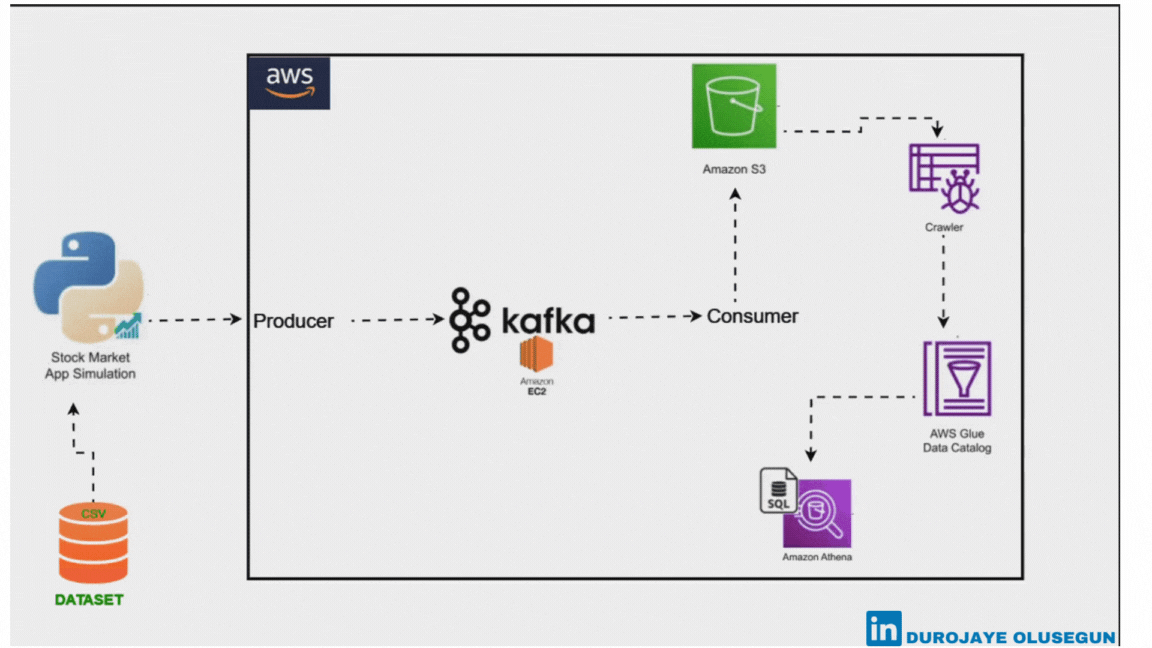 aws
Amazon S3
Crawler
Stock Market
App Simulation
Producer
kafka
Amazon
EC2
Consumer
AWS Glue
Data Catalog
SQL
Amazon Athena
CSV
DATASET
in DUROJAYE OLUSEGUN